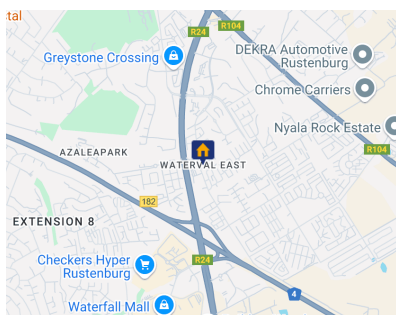 tal
R24
R104
Greystone Crossing
DEKRA Automotive
Rustenburg
Chrome Carriers
Nyala Rock Estate
R104
AZALEAPARK
WATERVAL EAST
182
EXTENSION 8
Checkers Hyper
Rustenburg
R24
4
Waterfall Mall